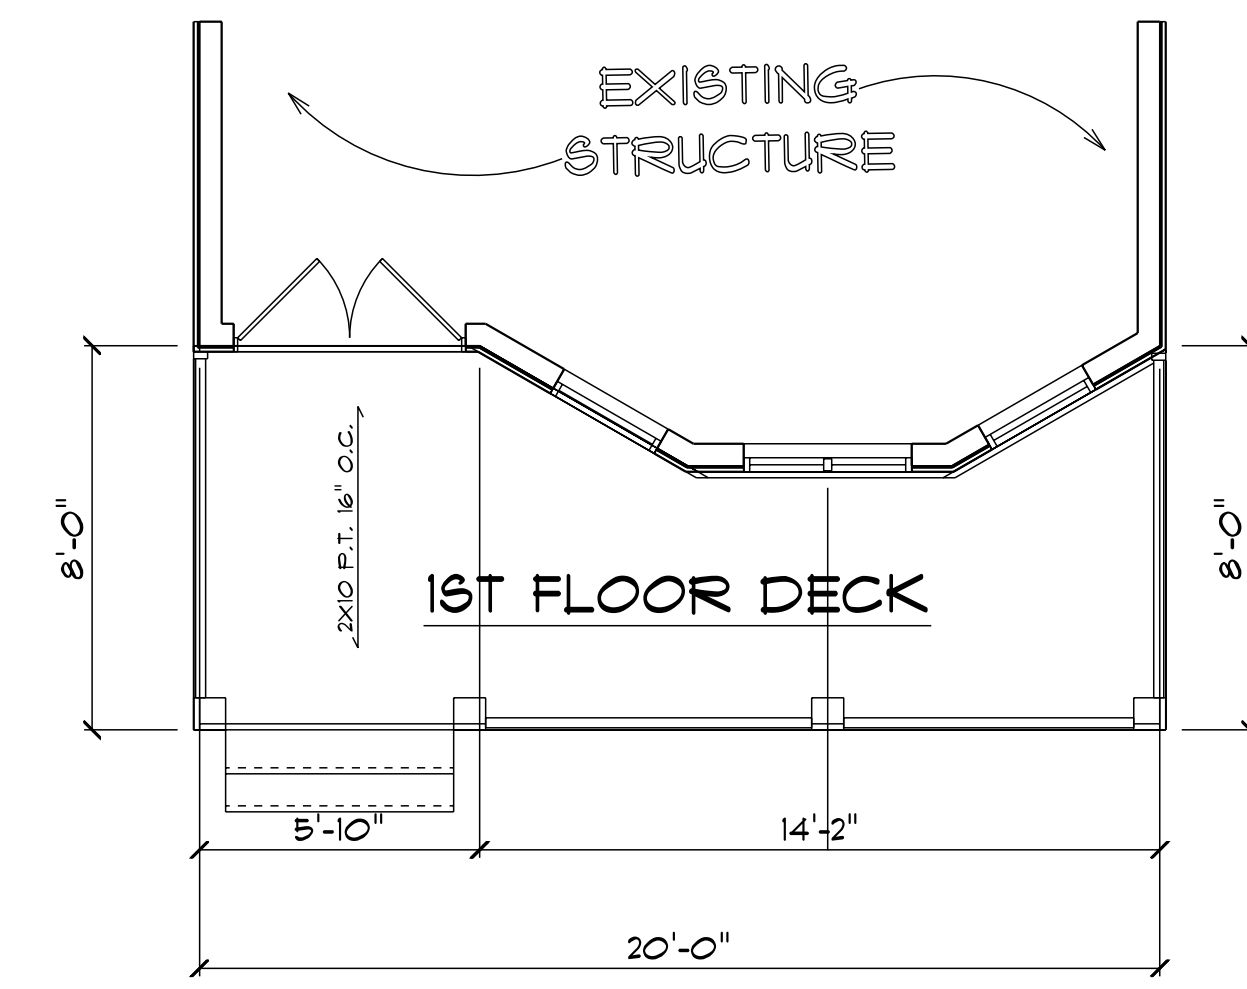 EXISTING
STRUCTURE
2X10 P.T. 16" O.C.
8'-0"
8'-0"
1ST FLOOR DECK
5'-10"
14'-2"
20'-0"